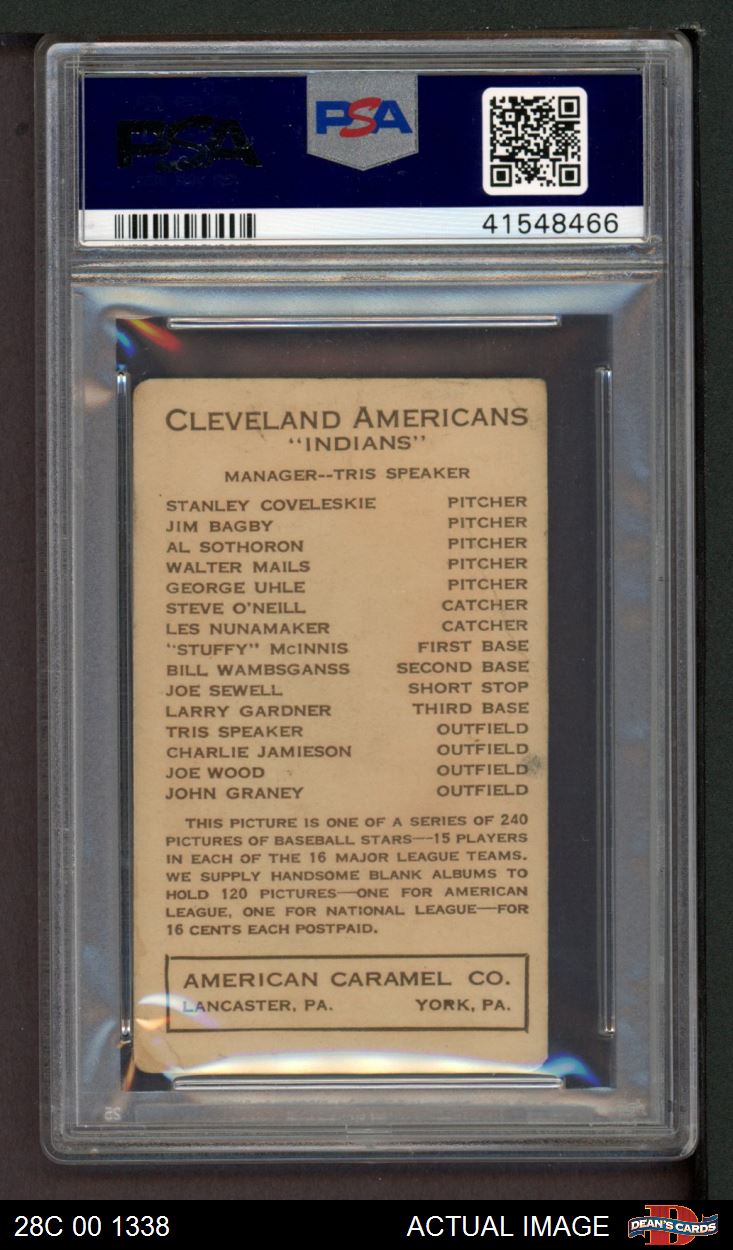 PSA
PSA
41548466
CLEVELAND AMERICANS
"INDIANS"
MANAGER--TRIS SPEAKER
STANLEY COVELESKIE PITCHER
JIM BAGBY PITCHER
AL SOTHORON PITCHER
WALTER MAILS PITCHER
GEORGE UHLE PITCHER
STEVE O'NEILL CATCHER
LES NUNAMAKER CATCHER
"STUFFY" McINNIS FIRST BASE
BILL WAMBSGANSS SECOND BASE
JOE SEWELL SHORT STOP
LARRY GARDNER THIRD BASE
TRIS SPEAKER OUTFIELD
CHARLIE JAMIESON OUTFIELD
JOE WOOD OUTFIELD
JOHN GRANEY OUTFIELD
THIS PICTURE IS ONE OF A SERIES OF 240
PICTURES OF BASEBALL STARS—15 PLAYERS
IN EACH OF THE 16 MAJOR LEAGUE TEAMS.
WE SUPPLY HANDSOME BLANK ALBUMS TO
HOLD 120 PICTURES—ONE FOR AMERICAN
LEAGUE, ONE FOR NATIONAL LEAGUE—FOR
16 CENTS EACH POSTPAID.
AMERICAN CARAMEL CO.
LANCASTER, PA. YORK, PA.
28C 00 1338 ACTUAL IMAGE DEAN'S CARDS